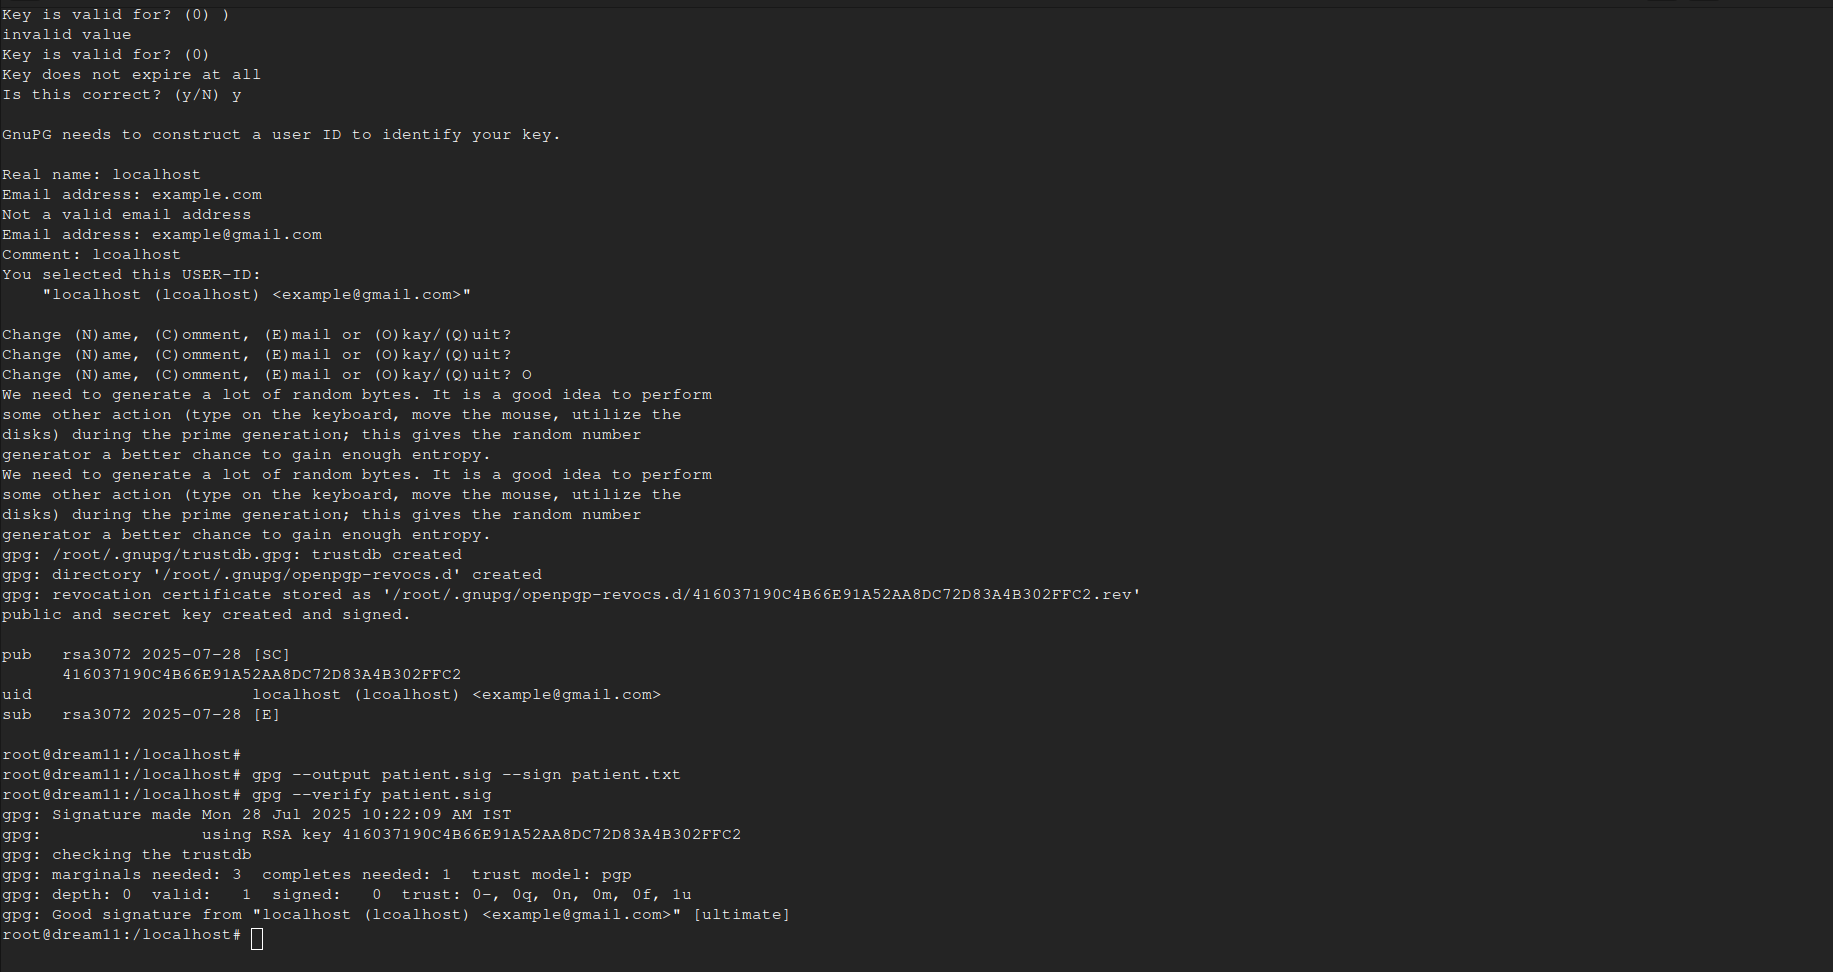 Key is valid for? (0) )
invalid value
Key is valid for? (0)
Key does not expire at all
Is this correct? (y/N) y
GnuPG needs to construct a user ID to identify your key.
Real name: localhost
Email address: example.com
Not a valid email address
Email address: example@gmail.com
Comment: lcoalhost
You selected this USER-ID:
    "localhost (lcoalhost) <example@gmail.com>"
Change (N)ame, (C)omment, (E)mail or (O)kay/(Q)uit?
Change (N)ame, (C)omment, (E)mail or (O)kay/(Q)uit?
Change (N)ame, (C)omment, (E)mail or (O)kay/(Q)uit? O
We need to generate a lot of random bytes. It is a good idea to perform
some other action (type on the keyboard, move the mouse, utilize the
disks) during the prime generation; this gives the random number
generator a better chance to gain enough entropy.
We need to generate a lot of random bytes. It is a good idea to perform
some other action (type on the keyboard, move the mouse, utilize the
disks) during the prime generation; this gives the random number
generator a better chance to gain enough entropy.
gpg: /root/.gnupg/trustdb.gpg: trustdb created
gpg: directory '/root/.gnupg/openpgp-revocs.d' created
gpg: revocation certificate stored as '/root/.gnupg/openpgp-revocs.d/416037190C4B66E91A52AA8DC72D83A4B302FFC2.rev'
public and secret key created and signed.
pub   rsa3072 2025-07-28 [SC]
      416037190C4B66E91A52AA8DC72D83A4B302FFC2
uid                      localhost (lcoalhost) <example@gmail.com>
sub   rsa3072 2025-07-28 [E]
root@dream11:/localhost#
root@dream11:/localhost# gpg --output patient.sig --sign patient.txt
root@dream11:/localhost# gpg --verify patient.sig
gpg: Signature made Mon 28 Jul 2025 10:22:09 AM IST
gpg:                using RSA key 416037190C4B66E91A52AA8DC72D83A4B302FFC2
gpg: checking the trustdb
gpg: marginals needed: 3  completes needed: 1  trust model: pgp
gpg: depth: 0  valid:   1  signed:   0  trust: 0-, 0q, 0n, 0m, 0f, 1u
gpg: Good signature from "localhost (lcoalhost) <example@gmail.com>" [ultimate]
root@dream11:/localhost#